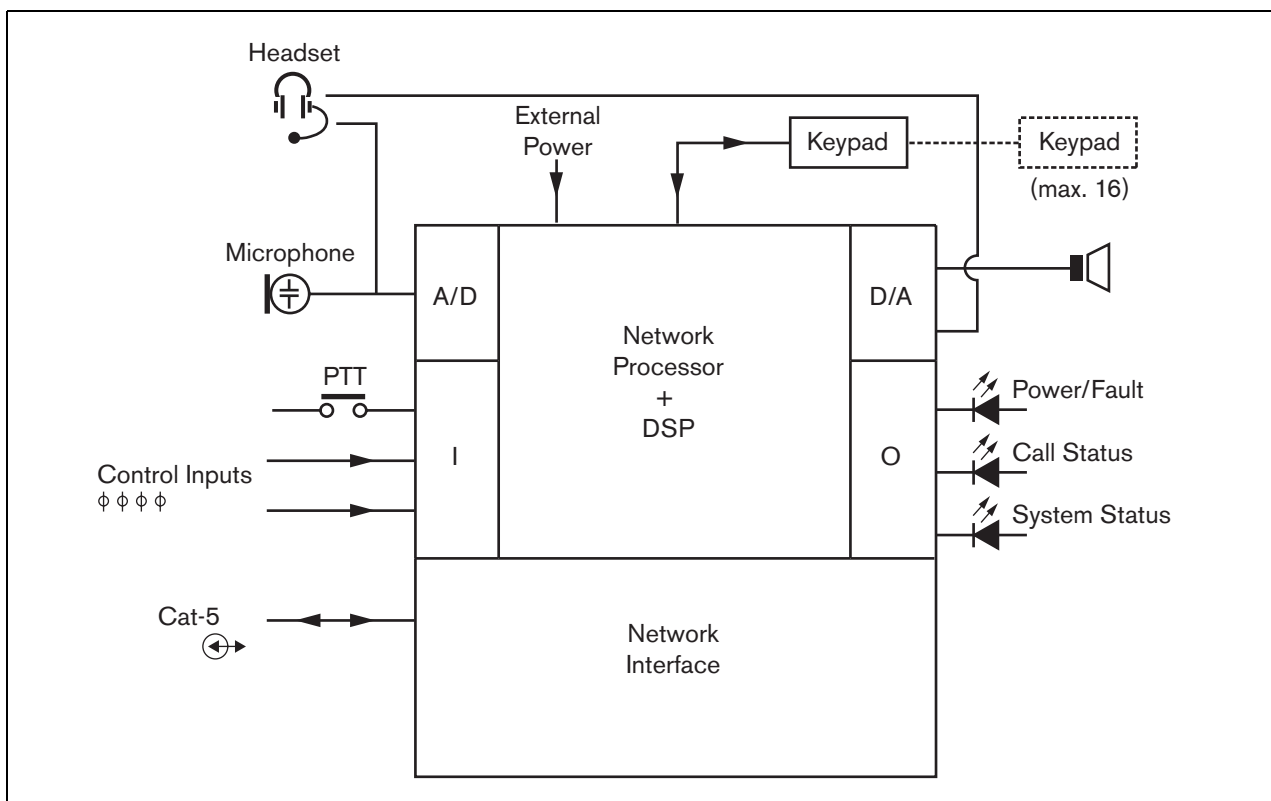 Headset
External
Power
Keypad
Keypad
(max. 16)
Microphone
A/D
D/A
Network
Processor
+
DSP
PTT
Power/Fault
I
O
Call Status
Control Inputs
System Status
Cat-5
Network
Interface